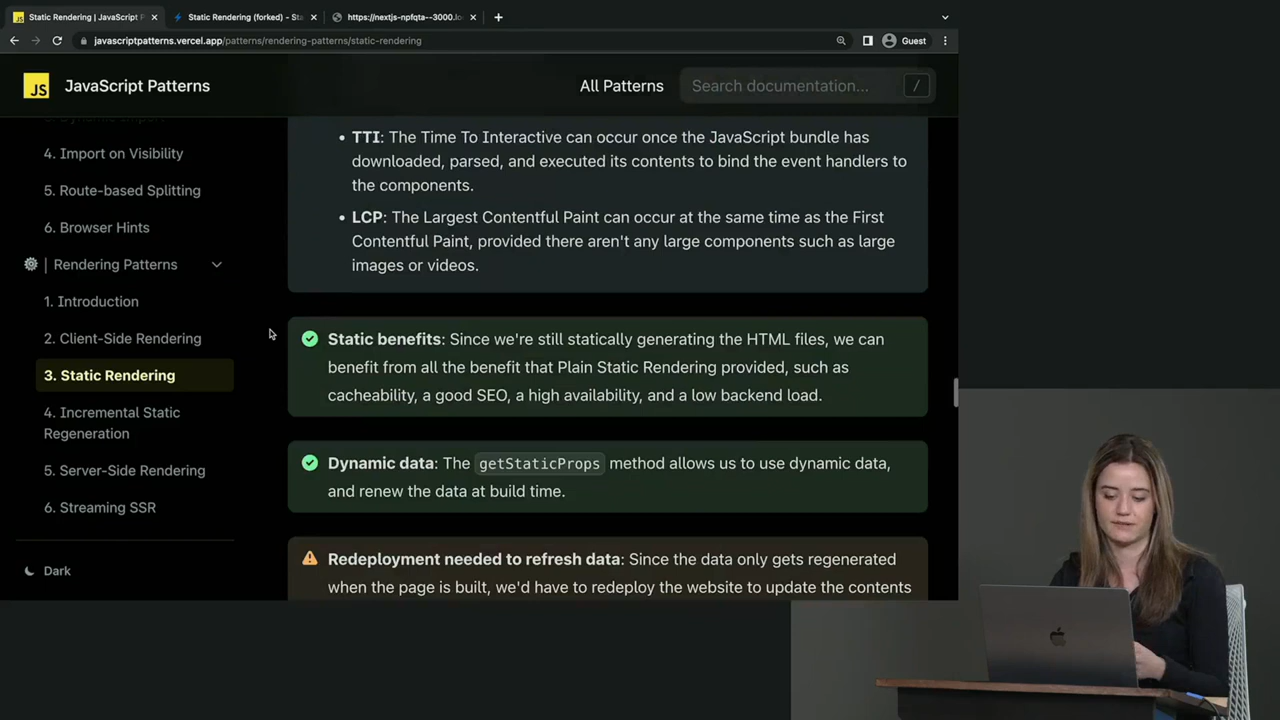 Static Rendering | JavaScript P
Static Rendering (forked) - Sta
https://nextjs-npfqta--3000.lo
javascriptpatterns.vercel.app/patterns/rendering-patterns/static-rendering
Guest
JS
JavaScript Patterns
All Patterns
Search documentation...
/
4. Import on Visibility
5. Route-based Splitting
6. Browser Hints
Rendering Patterns
1. Introduction
2. Client-Side Rendering
3. Static Rendering
4. Incremental Static
Regeneration
5. Server-Side Rendering
6. Streaming SSR
Dark
• TTI: The Time To Interactive can occur once the JavaScript bundle has
downloaded, parsed, and executed its contents to bind the event handlers to
the components.
• LCP: The Largest Contentful Paint can occur at the same time as the First
Contentful Paint, provided there aren't any large components such as large
images or videos.
Static benefits: Since we're still statically generating the HTML files, we can
benefit from all the benefit that Plain Static Rendering provided, such as
cacheability, a good SEO, a high availability, and a low backend load.
Dynamic data: The getStaticProps method allows us to use dynamic data,
and renew the data at build time.
Redeployment needed to refresh data: Since the data only gets regenerated
when the page is built, we'd have to redeploy the website to update the contents